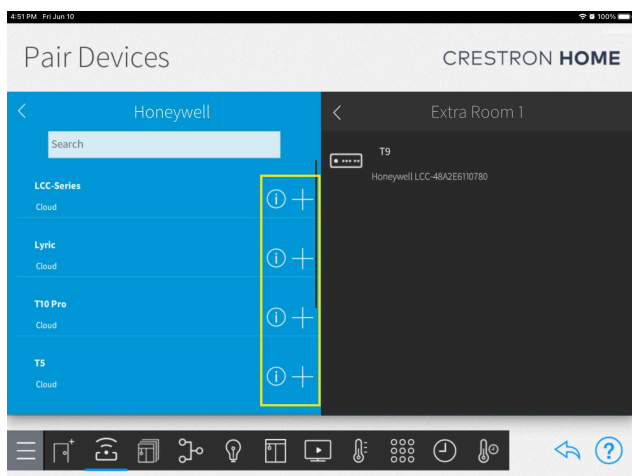 4:51 PM Fri Jun 10
100%
Pair Devices
CRESTRON HOME
Honeywell
Search
LCC-Series
Cloud
Lyric
Cloud
T10 Pro
Cloud
T5
Cloud
Extra Room 1
T9
Honeywell LCC-48A2E6110780
?